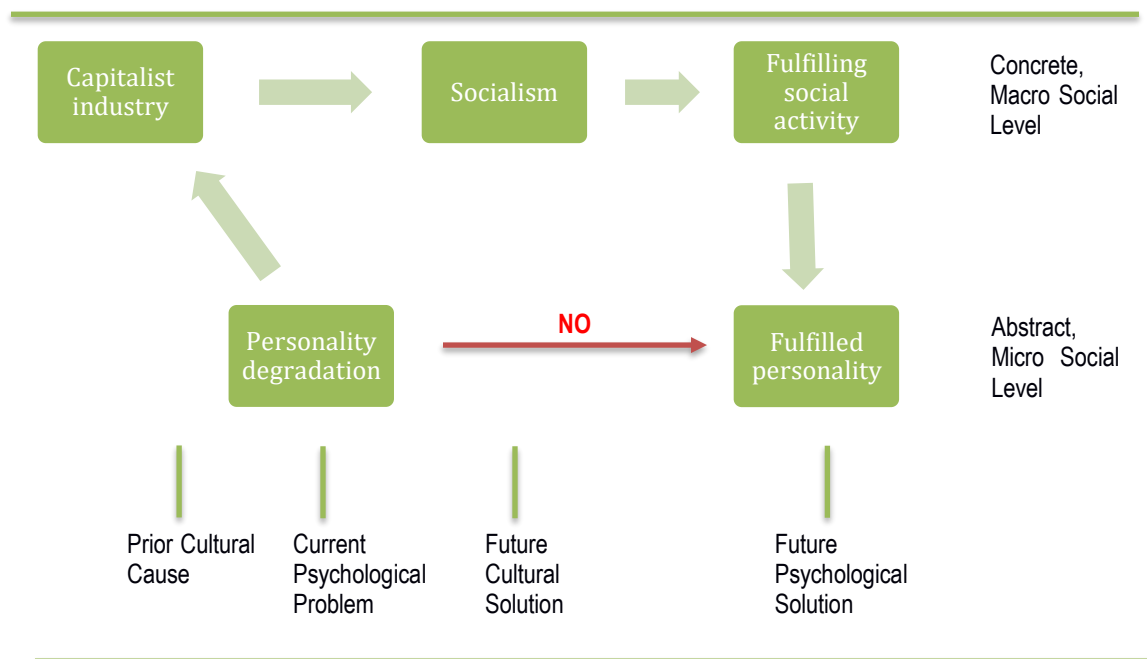 Capitalist
industry
Socialism
Fulfilling
social
activity
Concrete,
Macro Social
Level
Personality
degradation
NO
Fulfilled
personality
Abstract,
Micro Social
Level
Prior Cultural
Cause
Current
Psychological
Problem
Future
Cultural
Solution
Future
Psychological
Solution